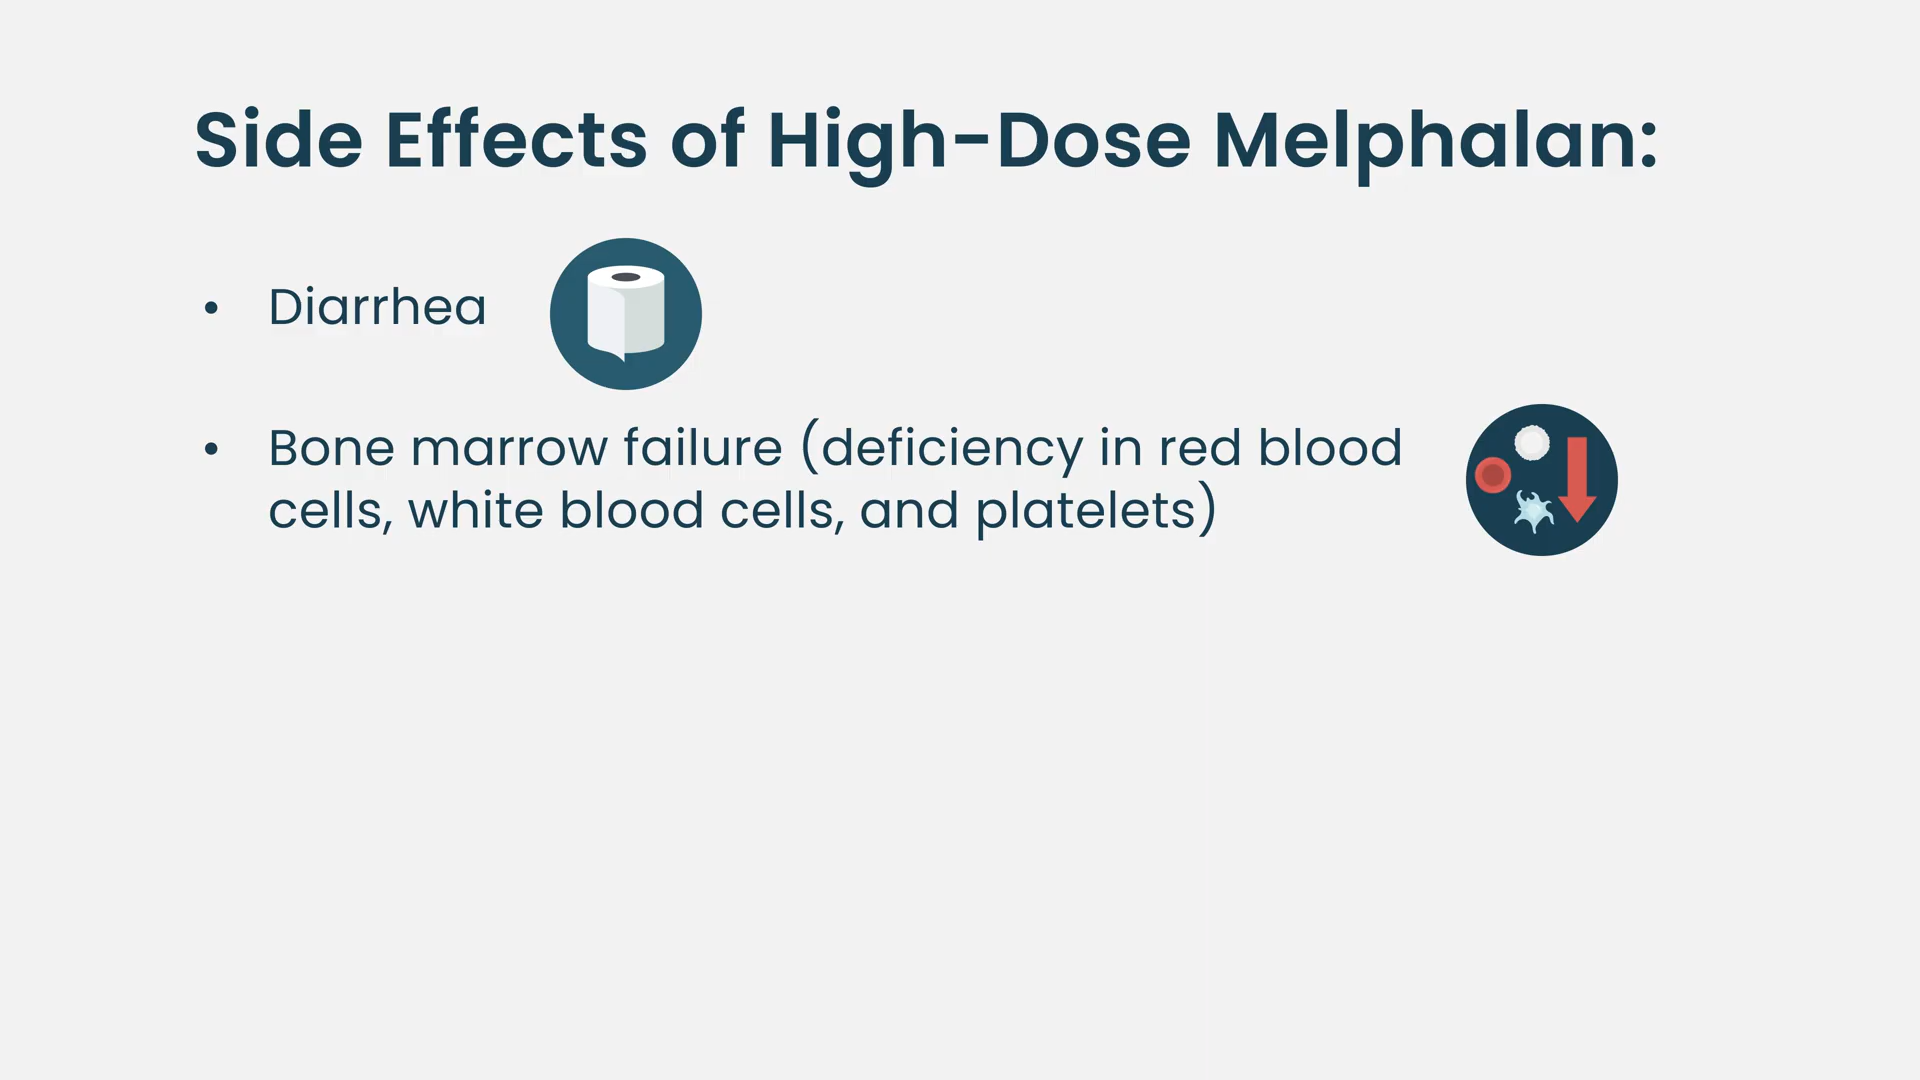 Side Effects of High-Dose Melphalan:
• Diarrhea
• Bone marrow failure (deficiency in red blood
cells, white blood cells, and platelets)